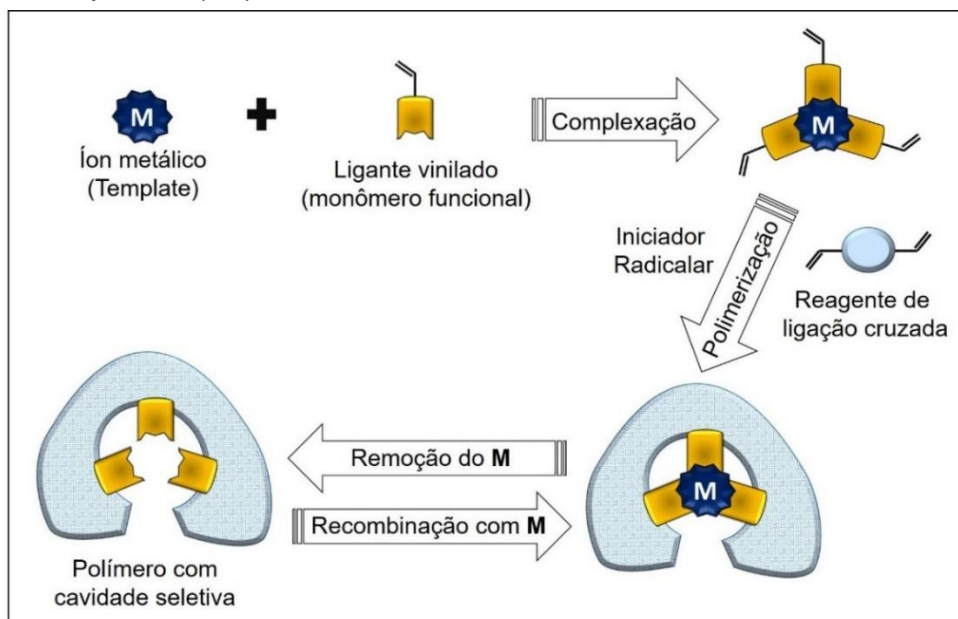 M
Íon metálico
(Template)
Ligante vinilado
(monômero funcional)
Complexação
M
Iniciador
Radicalar
Polimerização
Reagente de
ligação cruzada
Polímero com
cavidade seletiva
Remoção do M
Recombinação com M
M